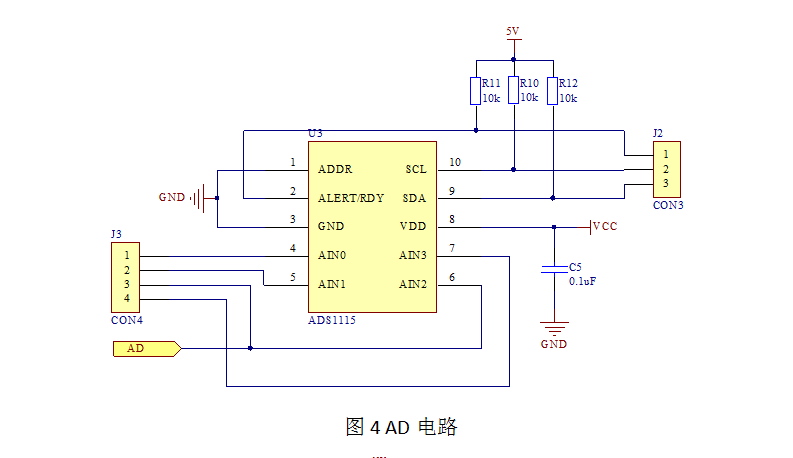 5V
R11
R10
R12
10k
10k
10k
U3
J2
1
ADDR
SCL
10
1
2
GND
2
ALERT/RDY
SDA
9
3
CON3
3
GND
VDD
8
VCC
J3
1
4
AIN0
AIN3
7
2
C5
3
5
AIN1
AIN2
6
0.1uF
4
CON4
ADS1115
AD
GND
图 4 AD 电路